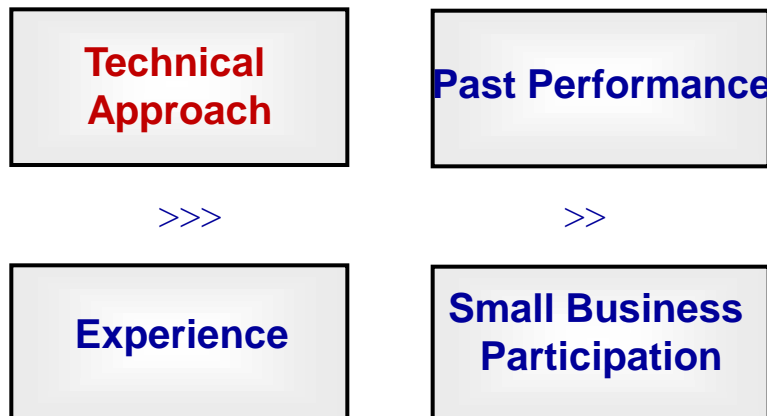 Technical
Approach
Past Performance
>>>
>>
Experience
Small Business
Participation